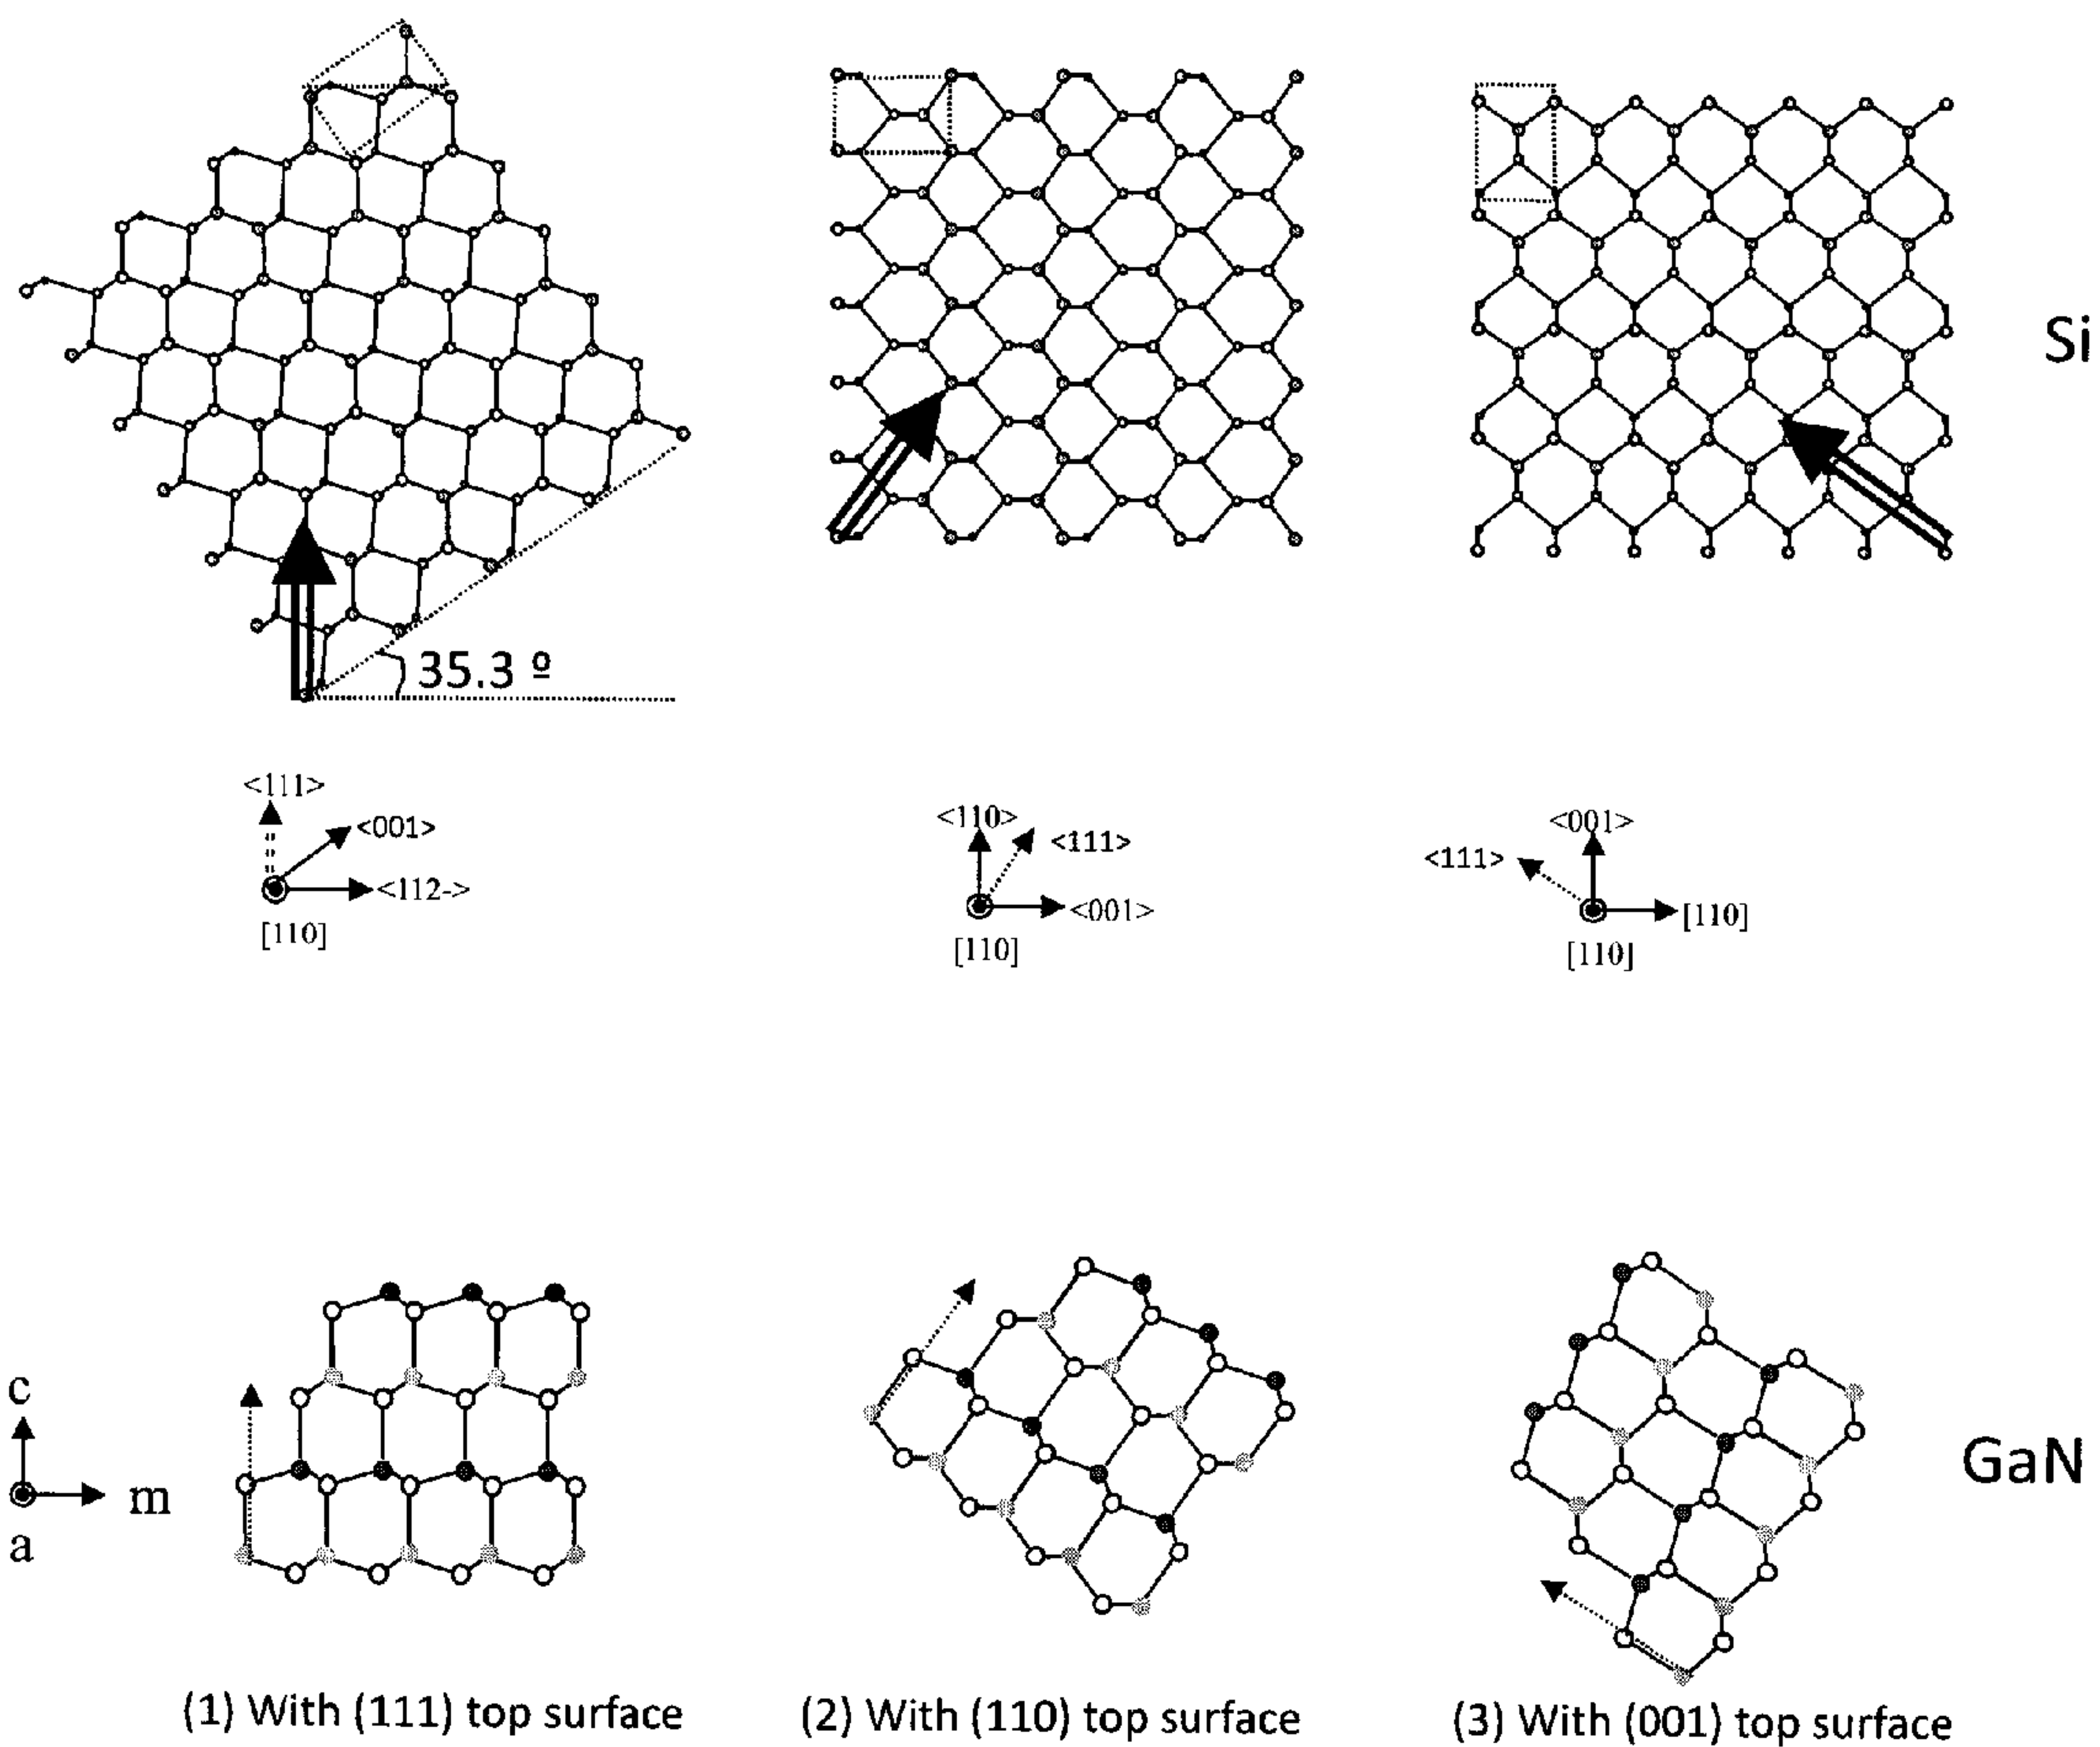 Si
35.3 º
<111>
<001>
<112->
[110]
<110>
<111>
<001>
[110]
<001>
<111>
[110]
[110]
c
m
a
GaN
(1) With (111) top surface
(2) With (110) top surface
(3) With (001) top surface